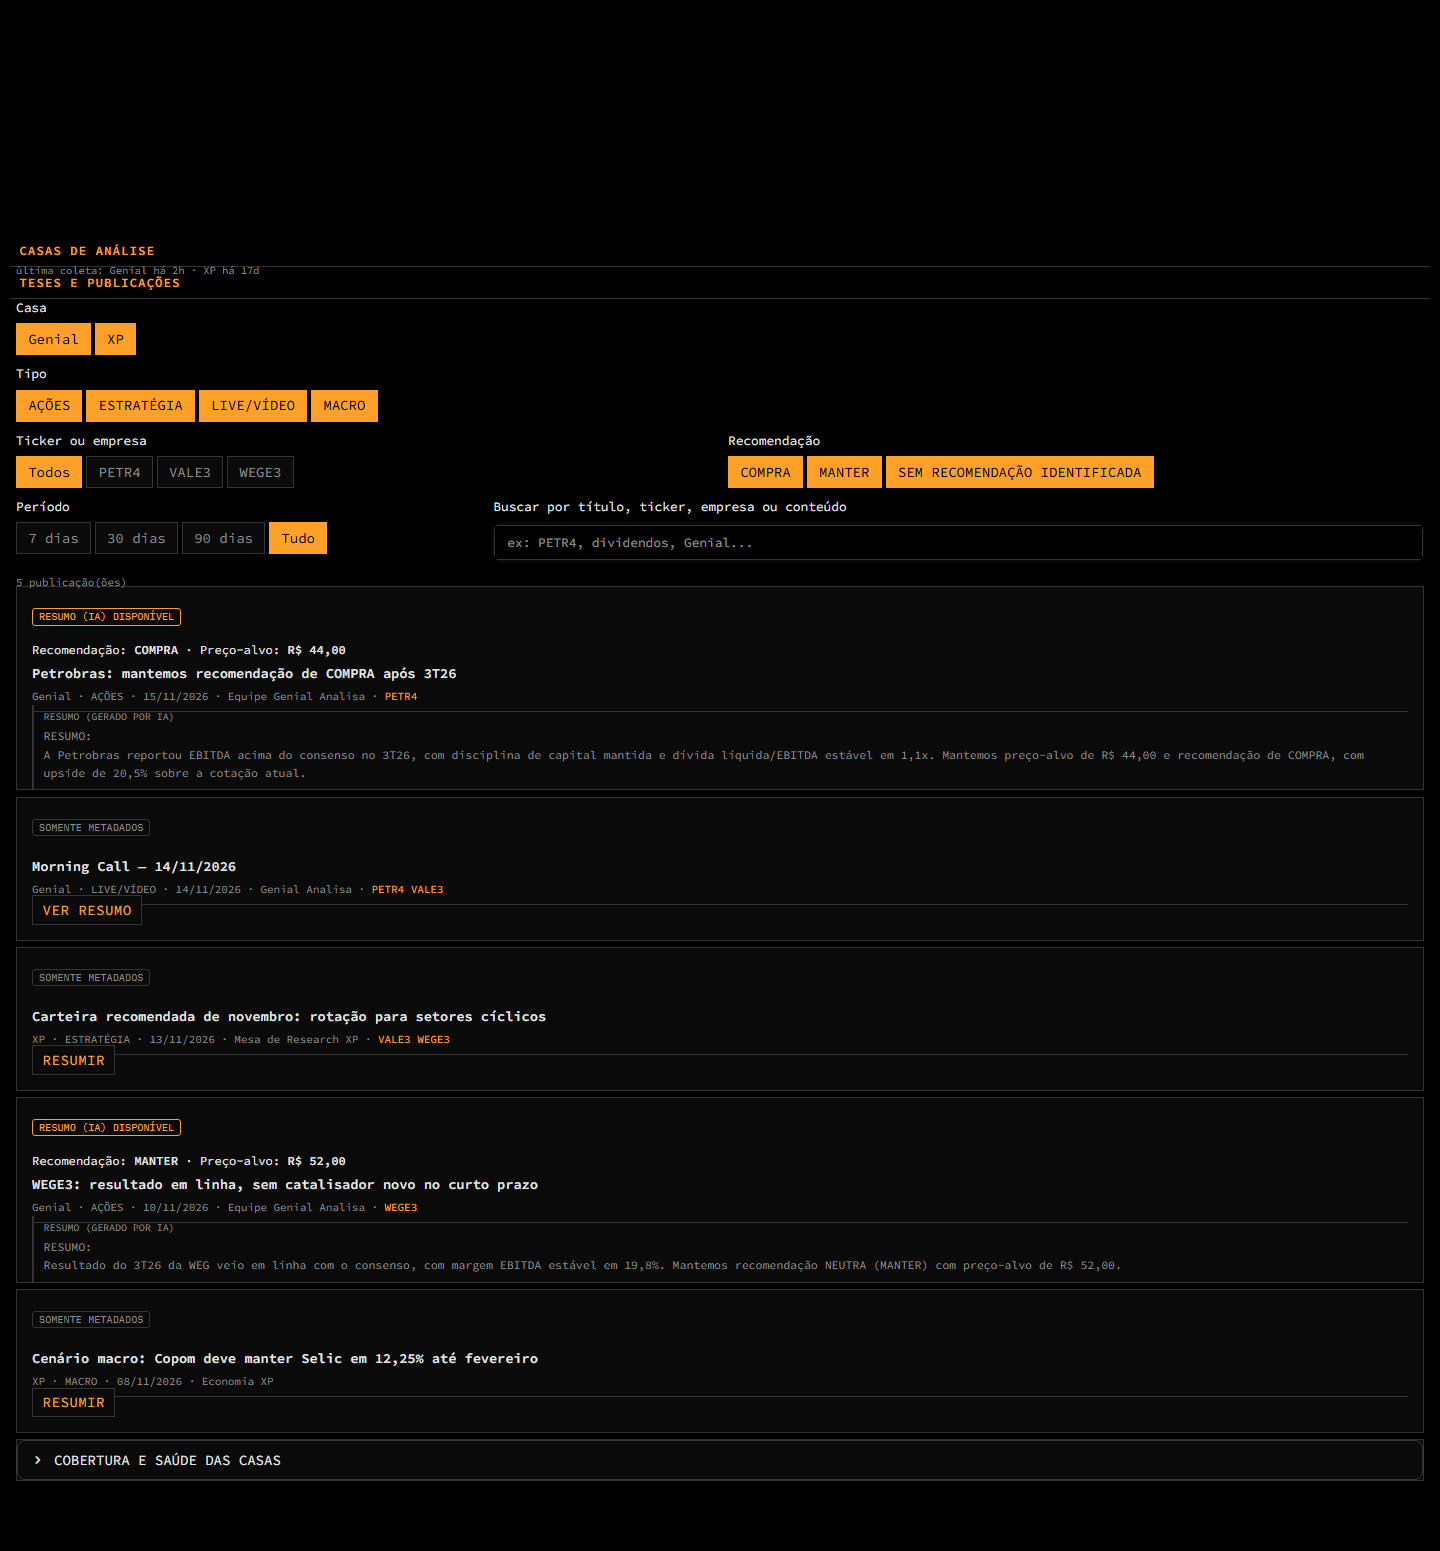 CASAS DE ANÁLISE
última coleta: Genial há 2h · XP há 17d
TESES E PUBLICAÇÕES
Casa
Genial XP
Tipo
AÇÕES ESTRATÉGIA LIVE/VÍDEO MACRO
Ticker ou empresa
Todos PETR4 VALE3 WEGE3
Recomendação
COMPRA MANTER SEM RECOMENDAÇÃO IDENTIFICADA
Período
7 dias 30 dias 90 dias Tudo
Buscar por título, ticker, empresa ou conteúdo
ex: PETR4, dividendos, Genial...
5 publicação(ões)
RESUMO (IA) DISPONÍVEL
Recomendação: COMPRA · Preço-alvo: R$ 44,00
Petrobras: mantemos recomendação de COMPRA após 3T26
Genial · AÇÕES · 15/11/2026 · Equipe Genial Analisa · PETR4
RESUMO (GERADO POR IA)
RESUMO:
A Petrobras reportou EBITDA acima do consenso no 3T26, com disciplina de capital mantida e dívida líquida/EBITDA estável em 1,1x. Mantemos preço-alvo de R$ 44,00 e recomendação de COMPRA, com
upside de 20,5% sobre a cotação atual.
SOMENTE METADADOS
Morning Call — 14/11/2026
Genial · LIVE/VÍDEO · 14/11/2026 · Genial Analisa · PETR4 VALE3
VER RESUMO
SOMENTE METADADOS
Carteira recomendada de novembro: rotação para setores cíclicos
XP · ESTRATÉGIA · 13/11/2026 · Mesa de Research XP · VALE3 WEGE3
RESUMIR
RESUMO (IA) DISPONÍVEL
Recomendação: MANTER · Preço-alvo: R$ 52,00
WEGE3: resultado em linha, sem catalisador novo no curto prazo
Genial · AÇÕES · 10/11/2026 · Equipe Genial Analisa · WEGE3
RESUMO (GERADO POR IA)
RESUMO:
Resultado do 3T26 da WEG veio em linha com o consenso, com margem EBITDA estável em 19,8%. Mantemos recomendação NEUTRA (MANTER) com preço-alvo de R$ 52,00.
SOMENTE METADADOS
Cenário macro: Copom deve manter Selic em 12,25% até fevereiro
XP · MACRO · 08/11/2026 · Economia XP
RESUMIR
COBERTURA E SAÚDE DAS CASAS